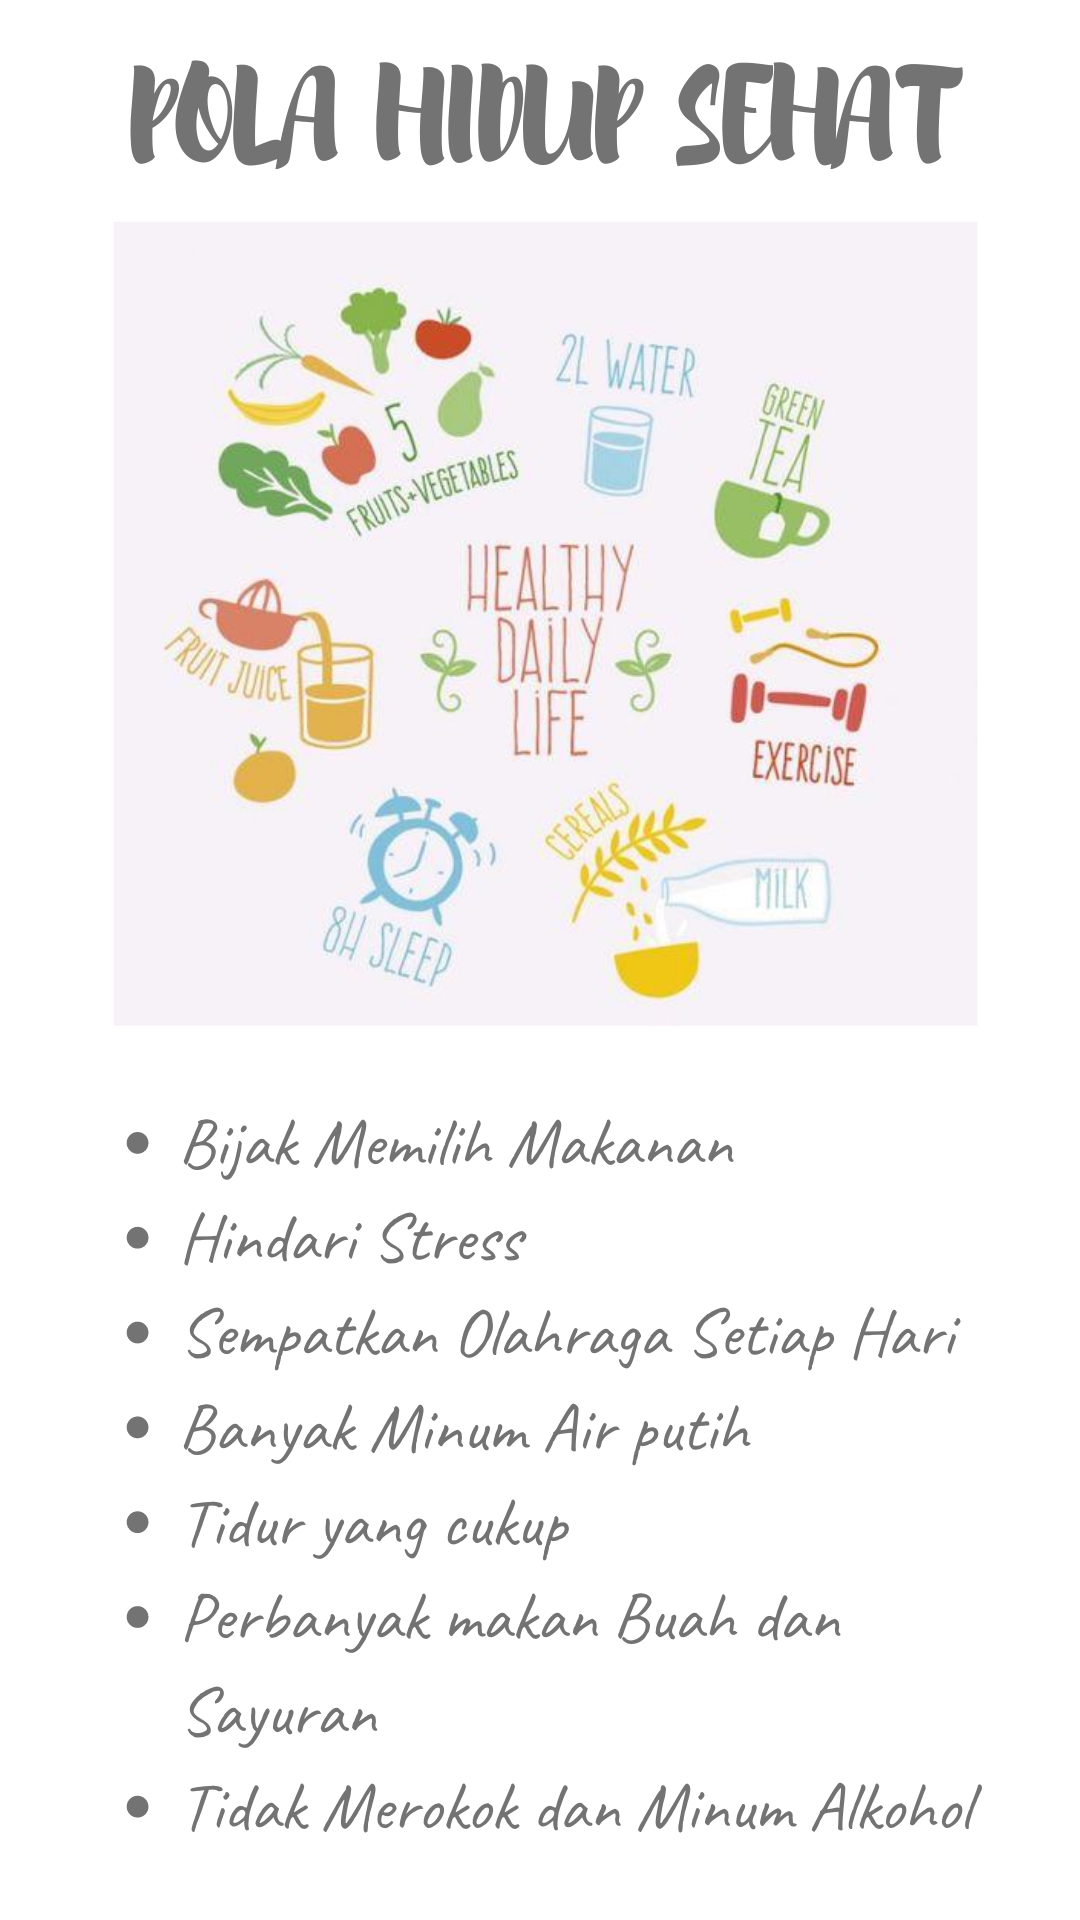 POLA HIDUP SEHAT
5
FRUITS+VEGETABLES
2L WATER
GREEN
TEA
HEALTHY
DAILY
LIFE
FRUIT JUICE
EXERCISE
8H SLEEP
CEREALS
MILK
• Bijak Memilih Makanan
• Hindari Stress
• Sempatkan Olahraga Setiap Hari
• Banyak Minum Air putih
• Tidur yang cukup
• Perbanyak makan Buah dan
Sayuran
• Tidak Merokok dan Minum Alkohol